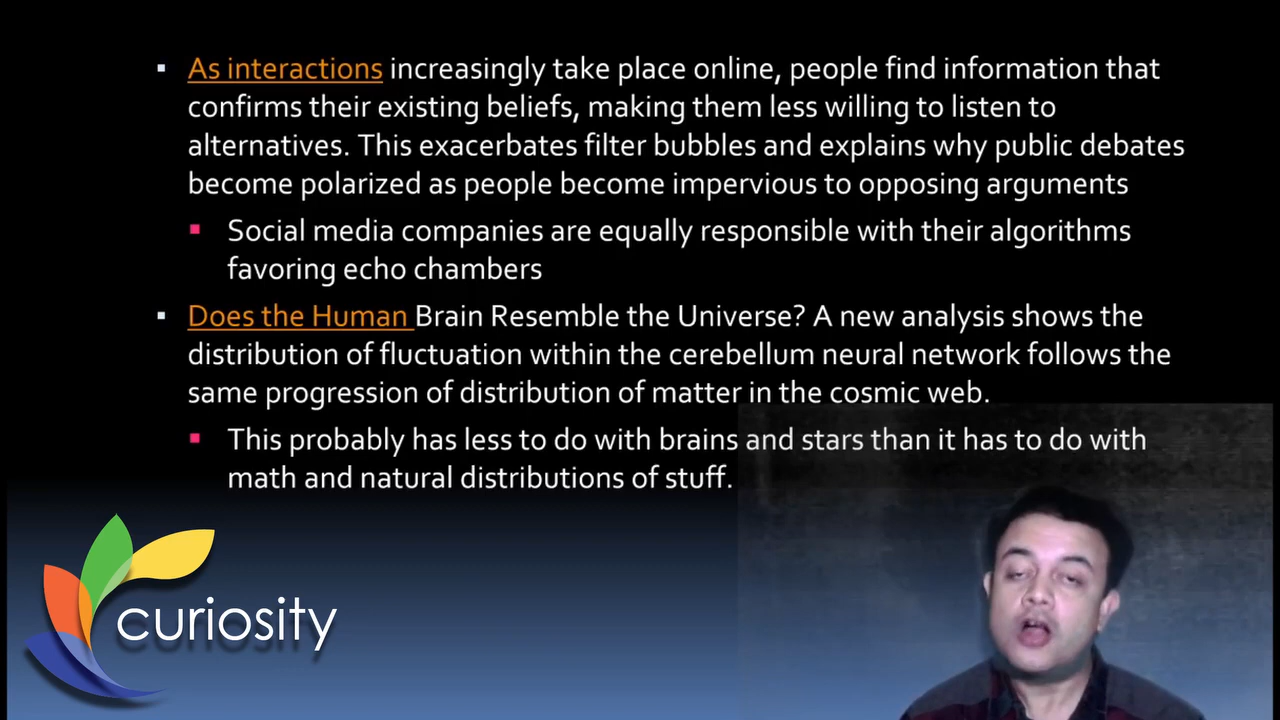 As interactions increasingly take place online, people find information that
confirms their existing beliefs, making them less willing to listen to
alternatives. This exacerbates filter bubbles and explains why public debates
become polarized as people become impervious to opposing arguments
Social media companies are equally responsible with their algorithms
favoring echo chambers
Does the Human Brain Resemble the Universe? A new analysis shows the
distribution of fluctuation within the cerebellum neural network follows the
same progression of distribution of matter in the cosmic web.
This probably has less to do with brains and stars than it has to do with
math and natural distributions of stuff.
curiosity